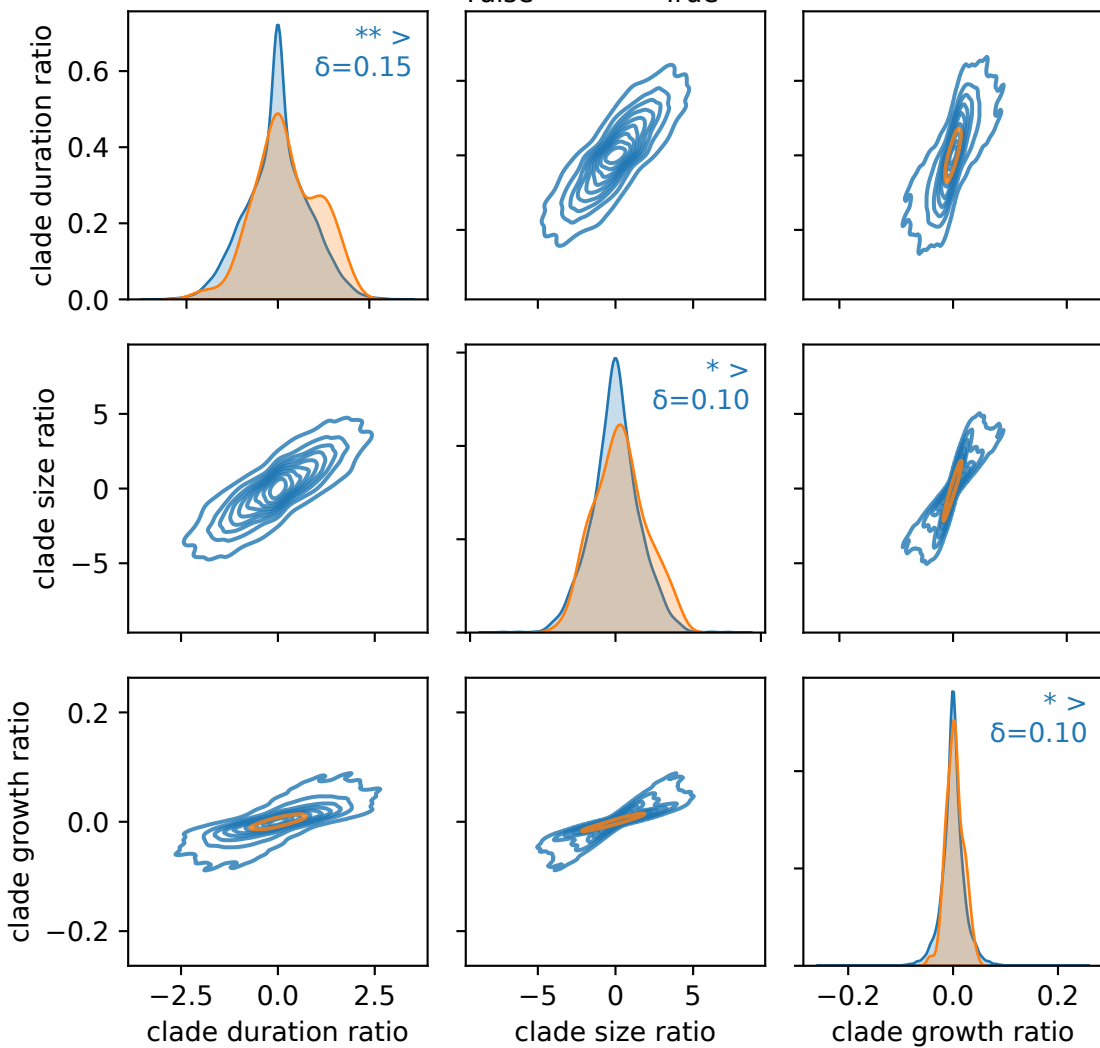 ** >
δ=0.15
* >
δ=0.10
* >
δ=0.10
clade duration ratio
0.6
0.4
0.2
0.0
clade size ratio
5
0
−5
clade growth ratio
0.2
0.0
−0.2
−2.5 0.0 2.5
−5 0 5
−0.2 0.0 0.2
clade duration ratio
clade size ratio
clade growth ratio